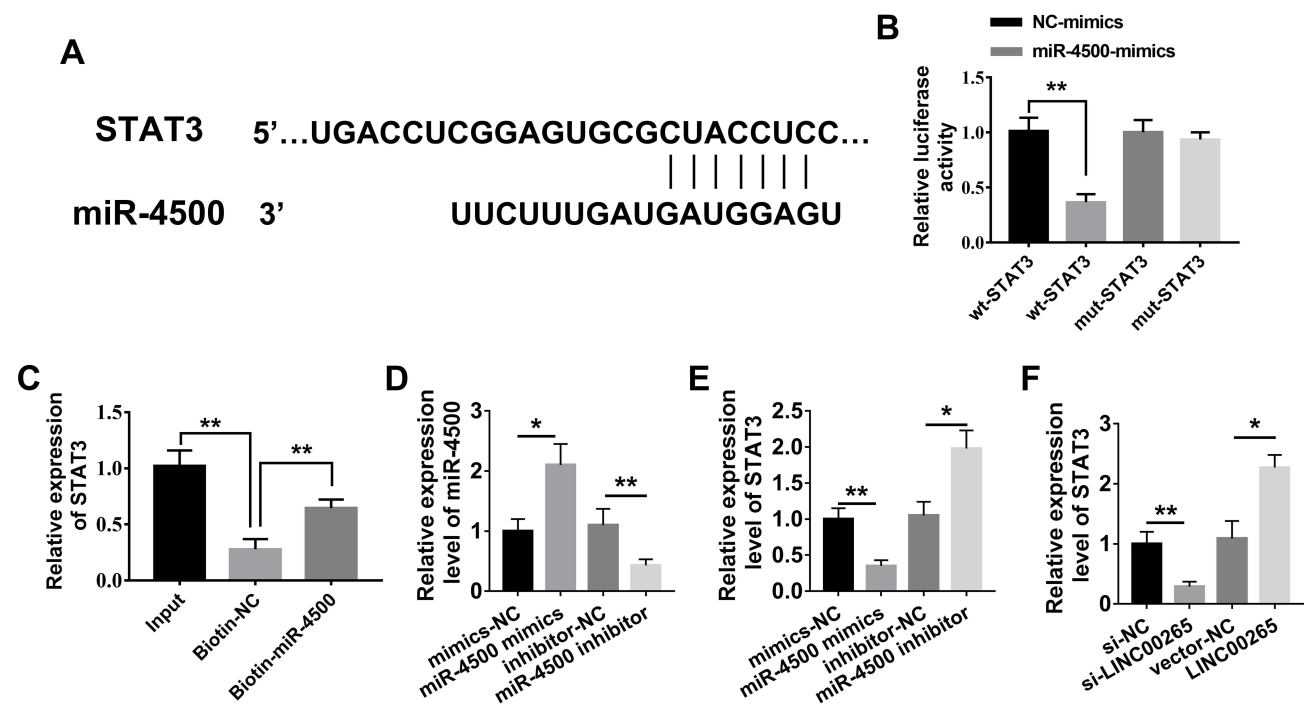 A
STAT3 5’...UGACCUCGGAGUGCGCUACCUCC...
miR-4500 3’ UUCUUUGAUGAUGGAGU
B
NC-mimics
miR-4500-mimics
Relative luciferase
activity
1.5
1.0
0.5
0.0
**
wt-STAT3
wt-STAT3
mut-STAT3
mut-STAT3
C
Relative expression
of STAT3
1.5
1.0
0.5
0.0
**
**
Input
Biotin-NC
Biotin-miR-4500
D
Relative expression
level of miR-4500
3
2
1
0
*
**
mimics-NC
miR-4500 mimics
inhibitor-NC
miR-4500 inhibitor
E
Relative expression
level of STAT3
2.5
2.0
1.5
1.0
0.5
0.0
**
*
mimics-NC
miR-4500 mimics
inhibitor-NC
miR-4500 inhibitor
F
Relative expression
level of STAT3
3
2
1
0
**
*
si-NC
si-LINC00265
vector-NC
LINC00265